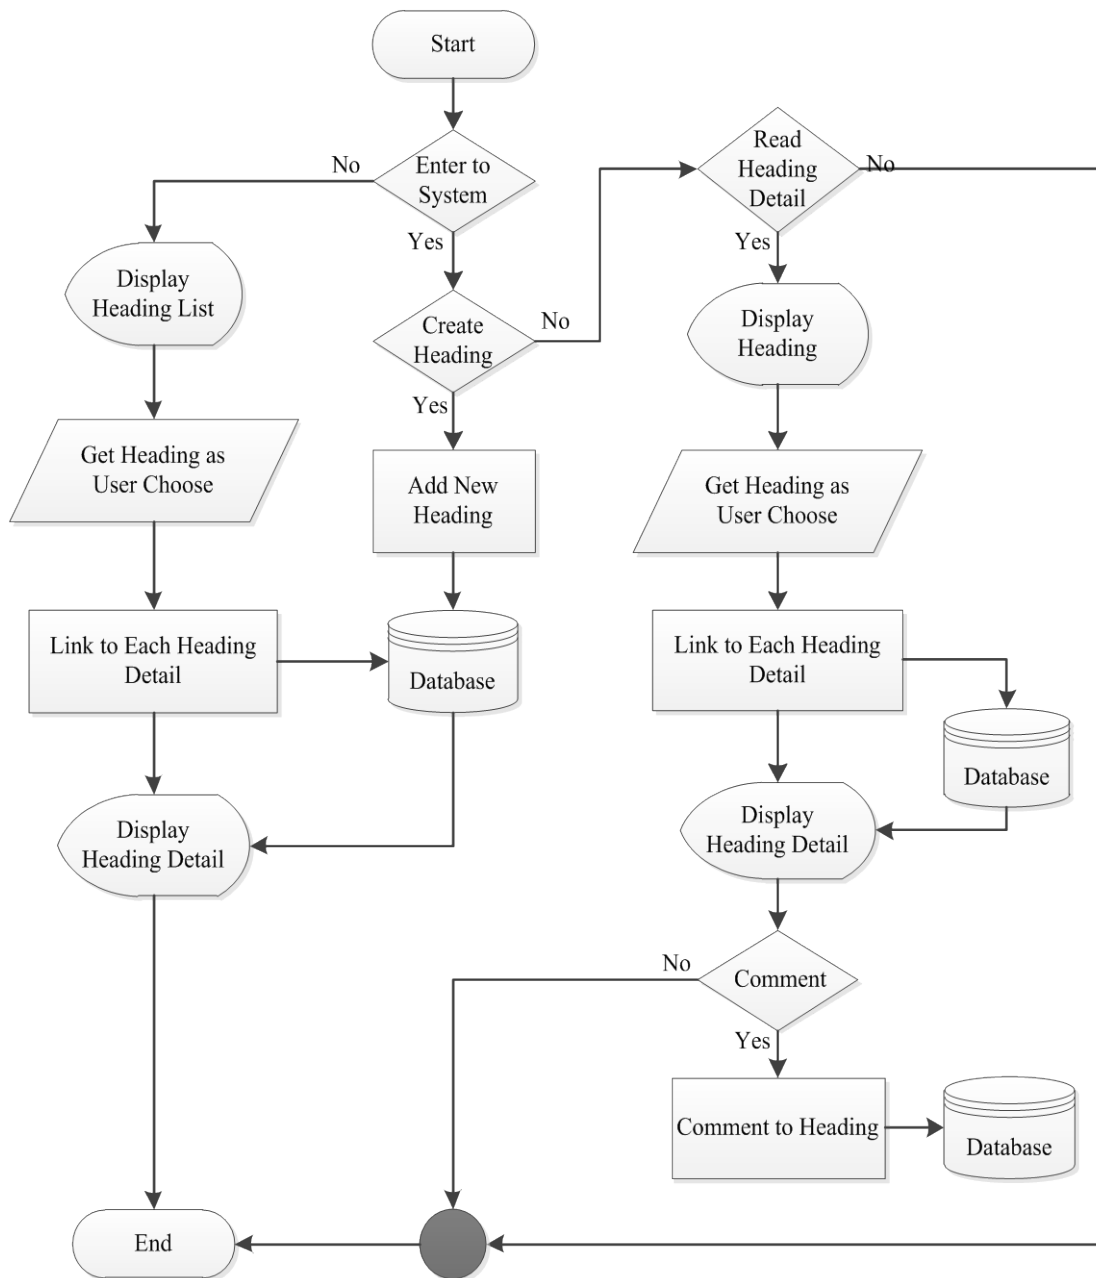 Start
No
Enter to
System
Yes
Read
Heading
Detail
No
Yes
Display
Heading List
Create
Heading
No
Yes
Display
Heading
Get Heading as
User Choose
Add New
Heading
Get Heading as
User Choose
Link to Each Heading
Detail
Database
Link to Each Heading
Detail
Database
Display
Heading Detail
Display
Heading Detail
No
Comment
Yes
Comment to Heading
Database
End